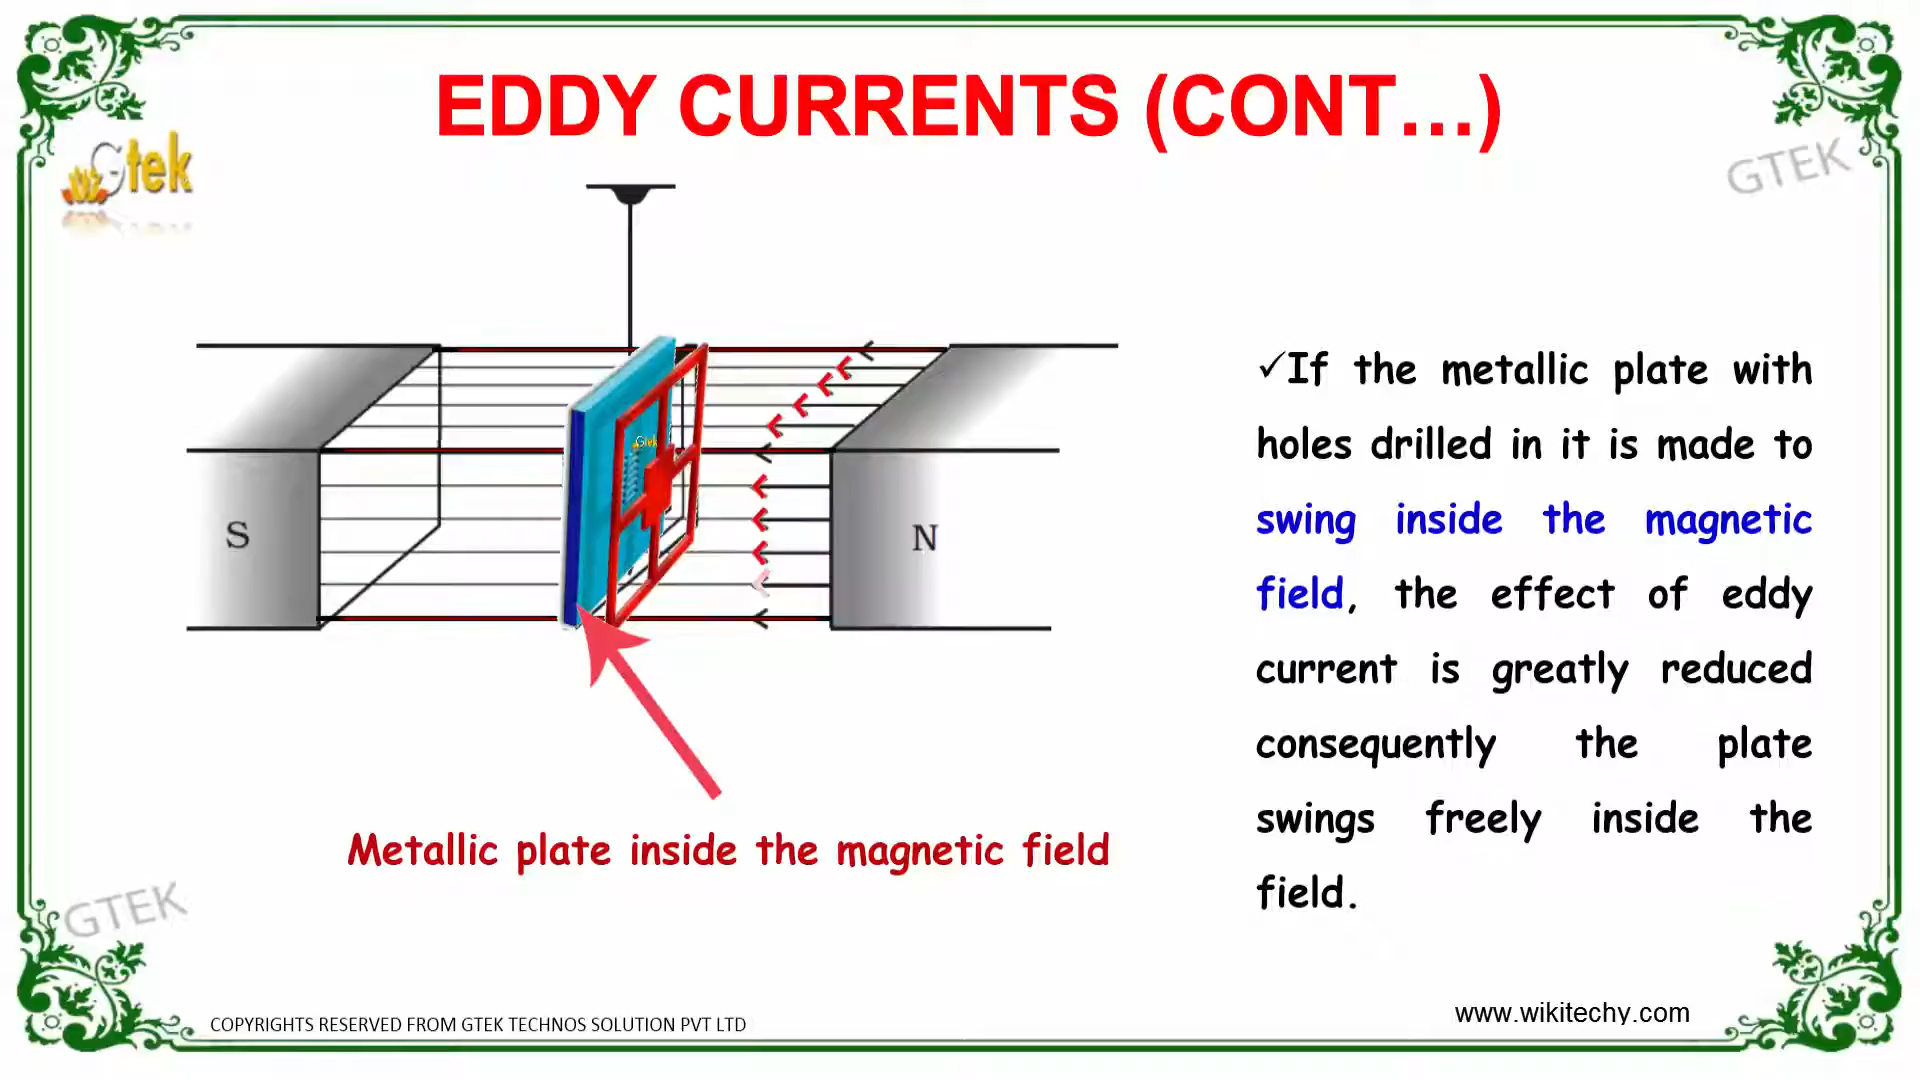 EDDY CURRENTS (CONT...)
Gtek
GTEK
✓If the metallic plate with
holes drilled in it is made to
swing inside the magnetic
field, the effect of eddy
current is greatly reduced
consequently the plate
swings freely inside the
field.
Gtek
S
N
Metallic plate inside the magnetic field
GTEK
www.wikitechy.com
COPYRIGHTS RESERVED FROM GTEK TECHNOS SOLUTION PVT LTD